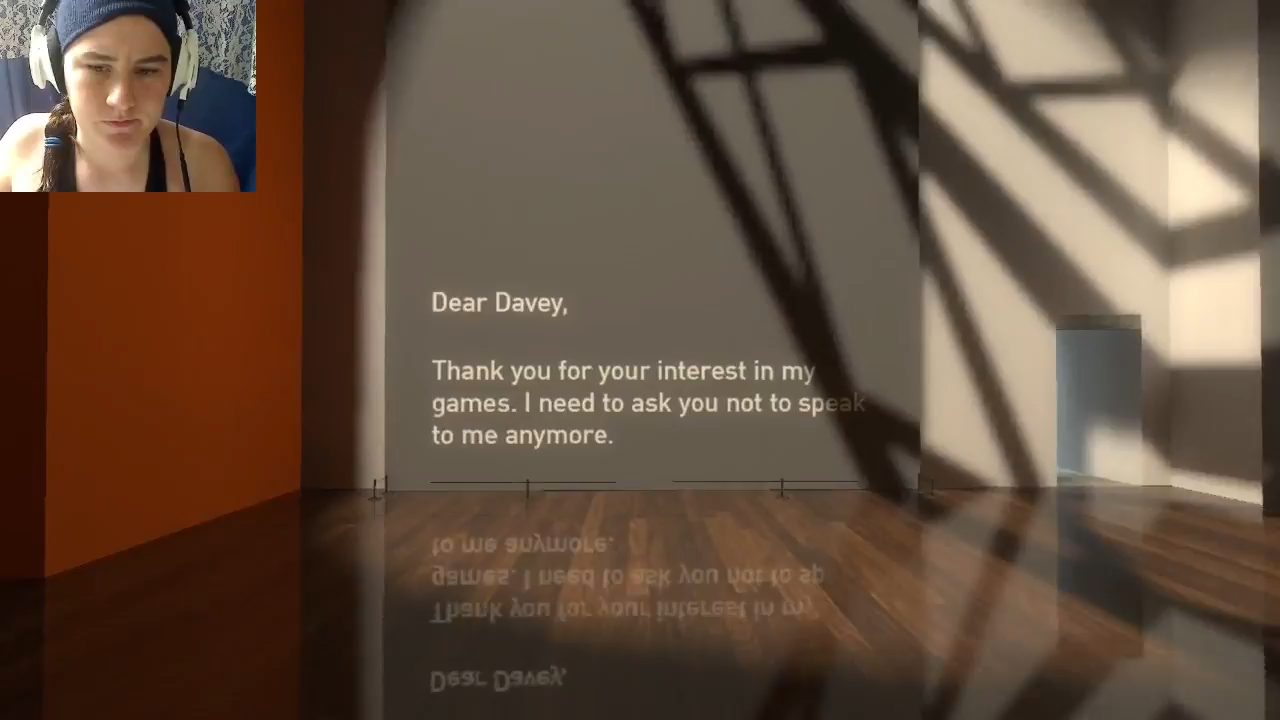 Dear Davey,
Thank you for your interest in my
games. I need to ask you not to speak
to me anymore.